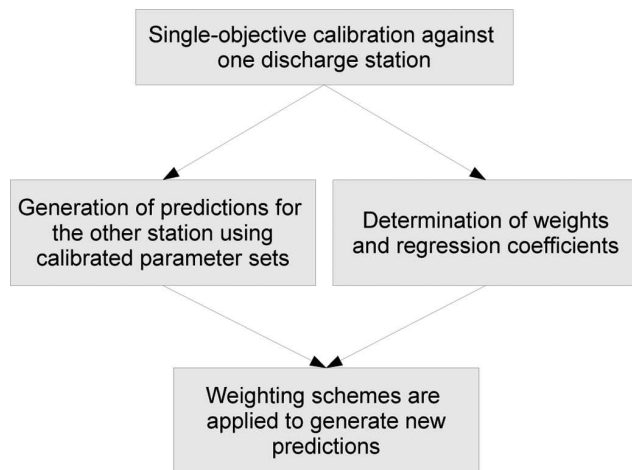 Single-objective calibration against
one discharge station
Generation of predictions for
the other station using
calibrated parameter sets
Determination of weights
and regression coefficients
Weighting schemes are
applied to generate new
predictions